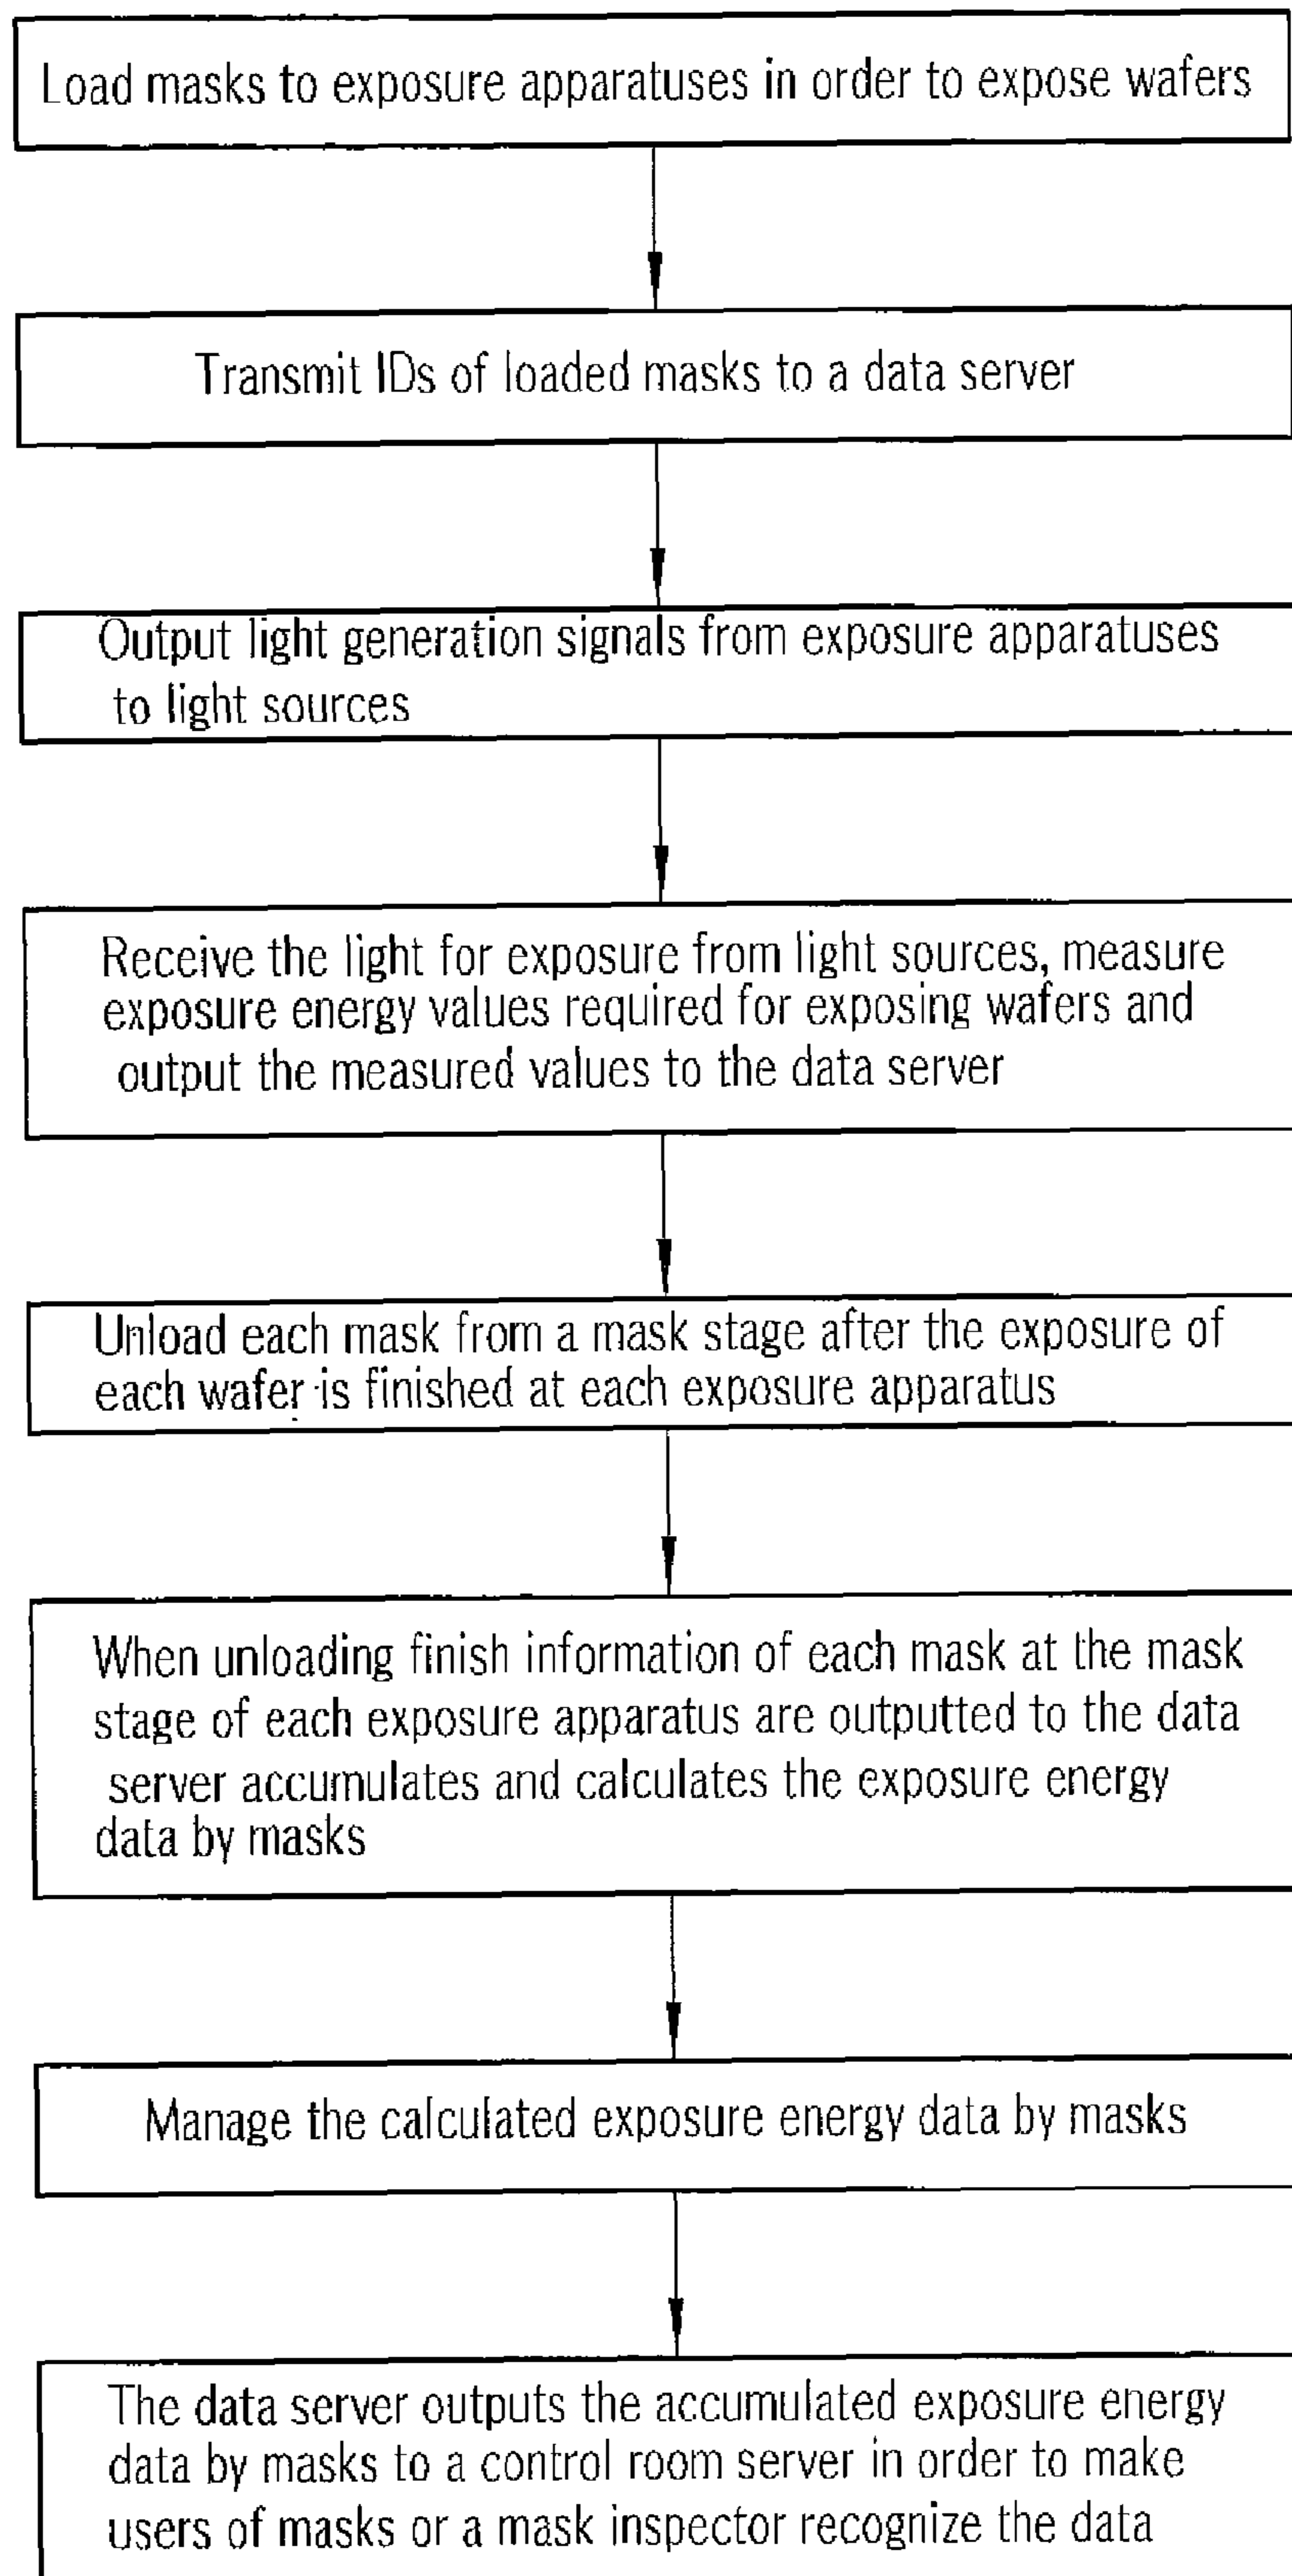 Load masks to exposure apparatuses in order to expose wafers
Transmit IDs of loaded masks to a data server
Output light generation signals from exposure apparatuses
to light sources
Receive the light for exposure from light sources, measure
exposure energy values required for exposing wafers and
output the measured values to the data server
Unload each mask from a mask stage after the exposure of
each wafer is finished at each exposure apparatus
When unloading finish information of each mask at the mask
stage of each exposure apparatus are outputted to the data
server accumulates and calculates the exposure energy
data by masks
Manage the calculated exposure energy data by masks
The data server outputs the accumulated exposure energy
data by masks to a control room server in order to make
users of masks or a mask inspector recognize the data